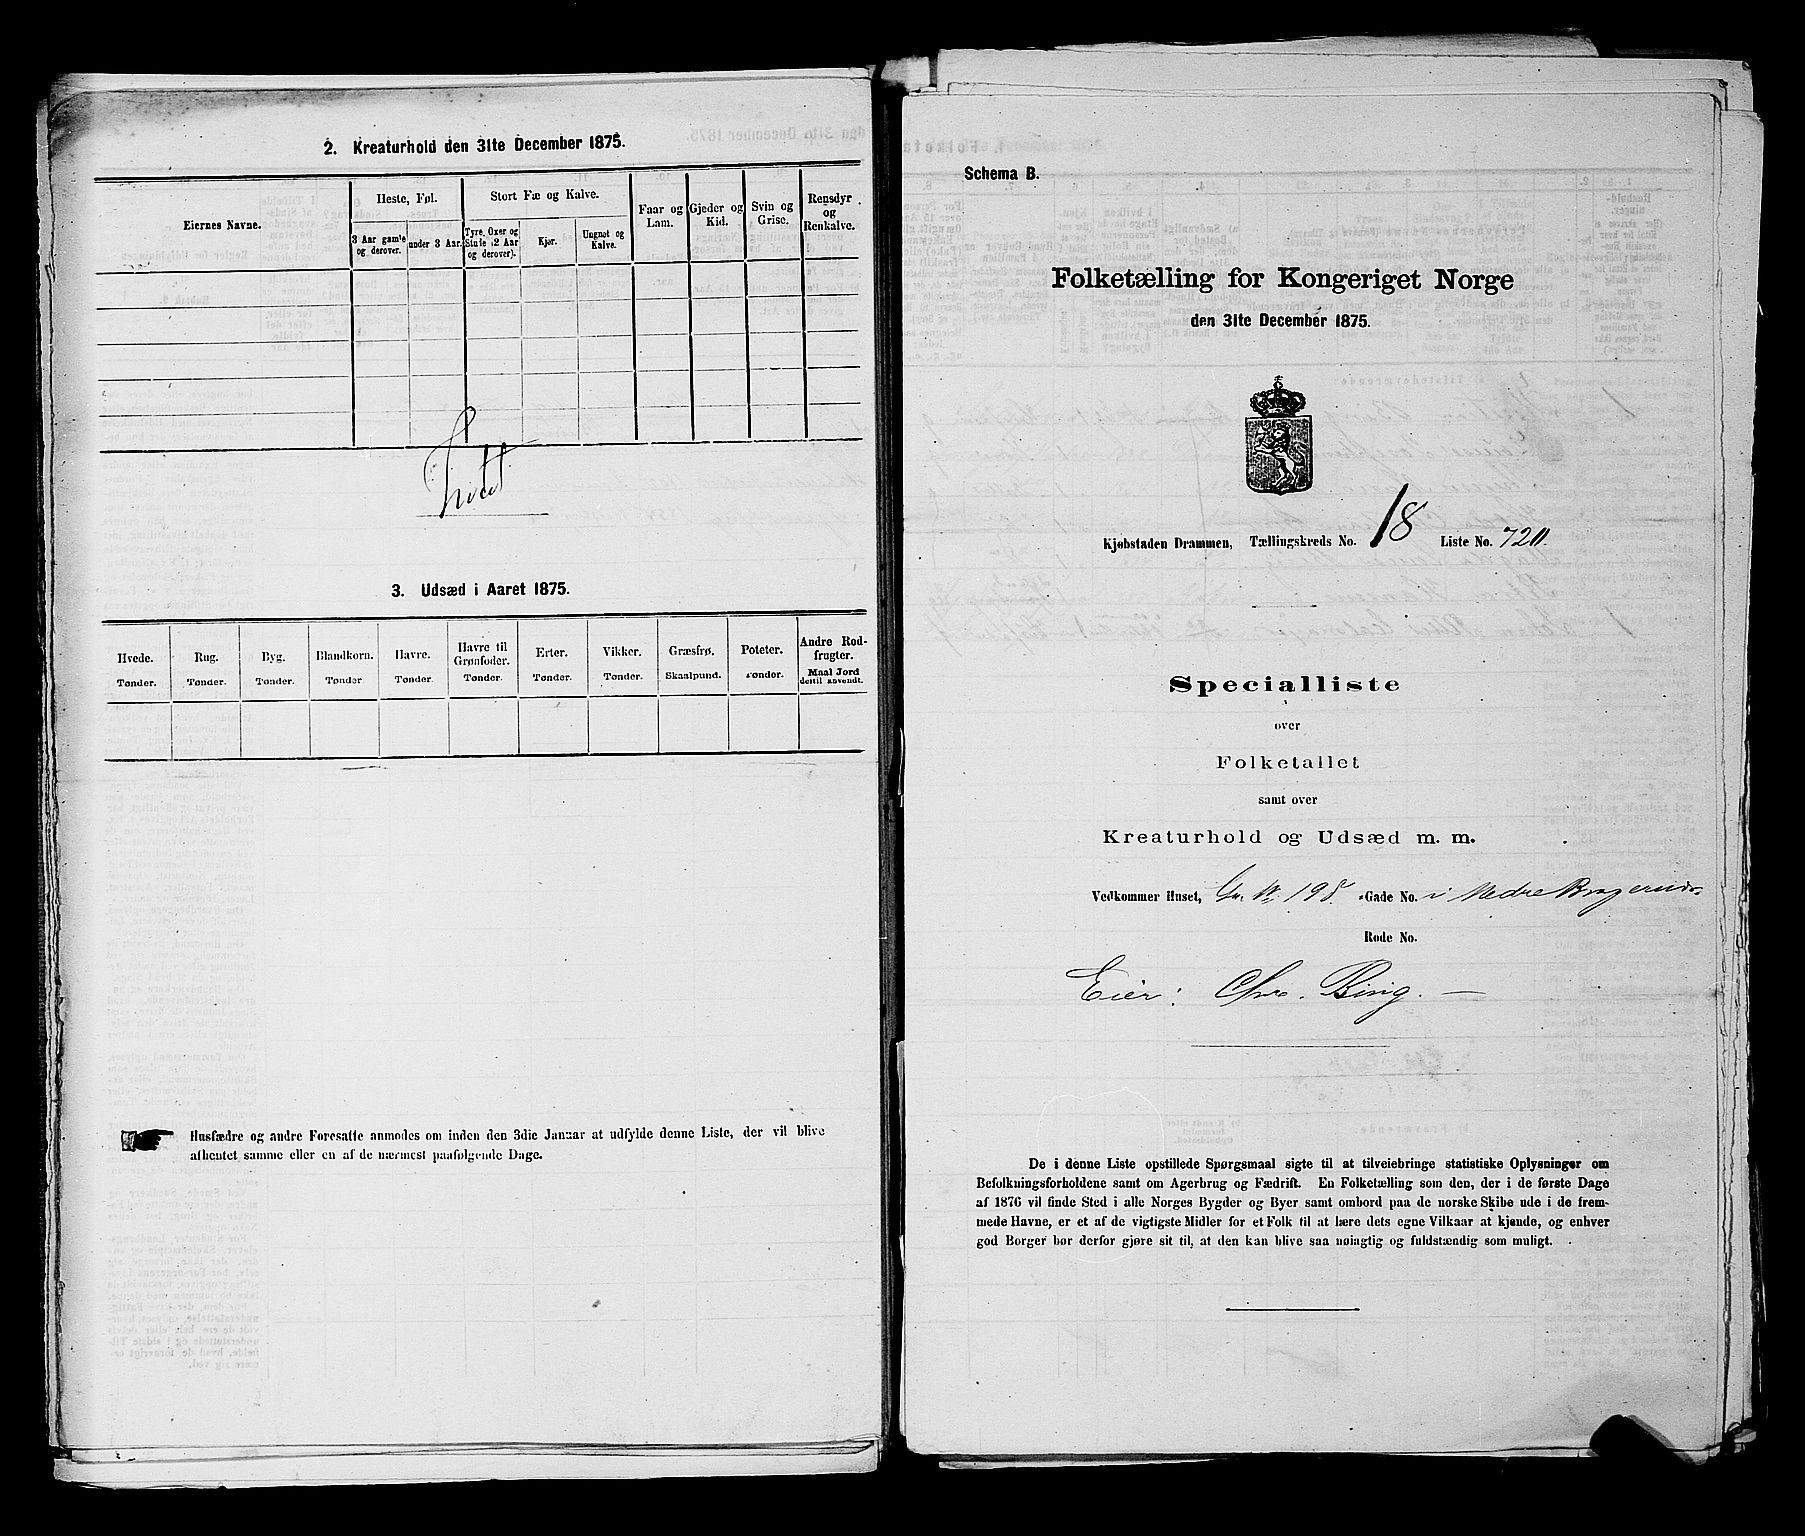 2. Kreaturhold den 31te December 1875.
Eiernes Navne.
Heste, Føl.
Stort Fæ og Kalve.
Faar og Lam.
Gjeder og Kid.
Svin og Grise.
Rensdyr og Renkalve.
3 Aar gamle og derover.
under 3 Aar.
Tyre, Oxer og Stude (2 Aar og derover).
Kjør.
Ungnøt og Kalve.
3. Udsæd i Aaret 1875.
Hvede.
Rug.
Byg.
Blandkorn.
Havre.
Havre til Grønfoder.
Erter.
Vikker.
Græsfrø.
Poteter.
Andre Rodfrugter.
Tønder.
Tønder.
Tønder.
Tønder.
Tønder.
Tønder.
Tønder.
Tønder.
Skaalpund.
Tønder.
Maal Jord dertil anvendt.
Husfædre og andre Foresatte anmodes om inden den 3die Januar at udfylde denne Liste, der vil blive
afhentet samme eller en af de nærmest paafølgende Dage.
Schema B.
Folketælling for Kongeriget Norge
den 31te December 1875.
Kjøbstaden Drammen, Tællingskreds No. 18 Liste No. 720.
Specialliste
over
Folketallet
samt over
Kreaturhold og Udsæd m. m.
Vedkommer Huset, Gr. No. 198 -Gade No. i Nedre Bragernes
Rode No.
Eier: Chr. Bing.
De i denne Liste opstillede Spørgsmaal sigte til at tilveiebringe statistiske Oplysninger om
Befolkningsforholdene samt om Agerbrug og Fædrift. En Folketælling som den, der i de første Dage
af 1876 vil finde Sted i alle Norges Bygder og Byer samt ombord paa de norske Skibe ude i de frem-
mede Havne, er et af de vigtigste Midler for et Folk til at lære dets egne Vilkaar at kjende, og enhver
god Borger bør derfor gjøre sit til, at den kan blive saa nøiagtig og fuldstændig som muligt.